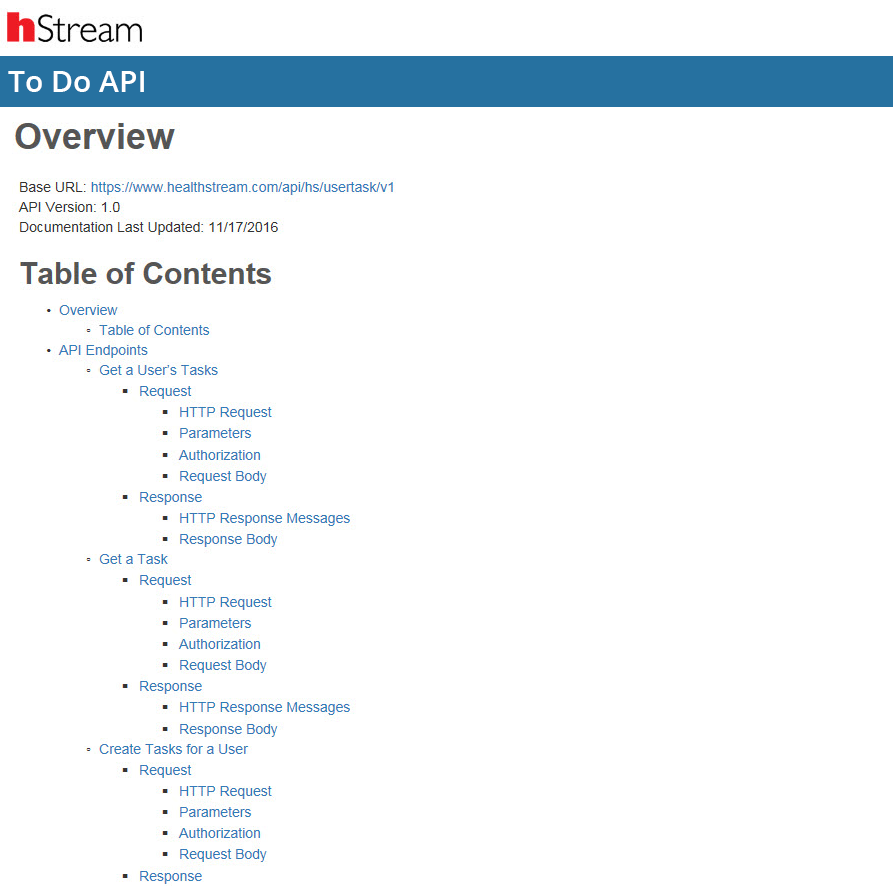 hStream
To Do API
Overview
Base URL: https://www.healthstream.com/api/hs/usertask/v1
API Version: 1.0
Documentation Last Updated: 11/17/2016
Table of Contents
• Overview
▫ Table of Contents
• API Endpoints
▫ Get a User's Tasks
▪ Request
▪ HTTP Request
▪ Parameters
▪ Authorization
▪ Request Body
▪ Response
▪ HTTP Response Messages
▪ Response Body
▫ Get a Task
▪ Request
▪ HTTP Request
▪ Parameters
▪ Authorization
▪ Request Body
▪ Response
▪ HTTP Response Messages
▪ Response Body
▫ Create Tasks for a User
▪ Request
▪ HTTP Request
▪ Parameters
▪ Authorization
▪ Request Body
▪ Response